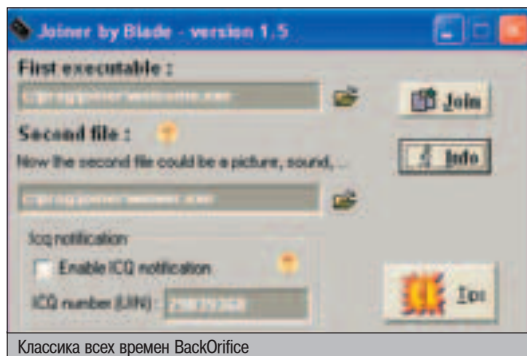 Joiner by Blade - version 1.5
First executable :
Join
Second file :
Now the second file could be a picture, sound, ...
Info
Icq notification
Enable ICQ notification
ICQ number (UIN) :
Tips
Классика всех времен BackOrifice